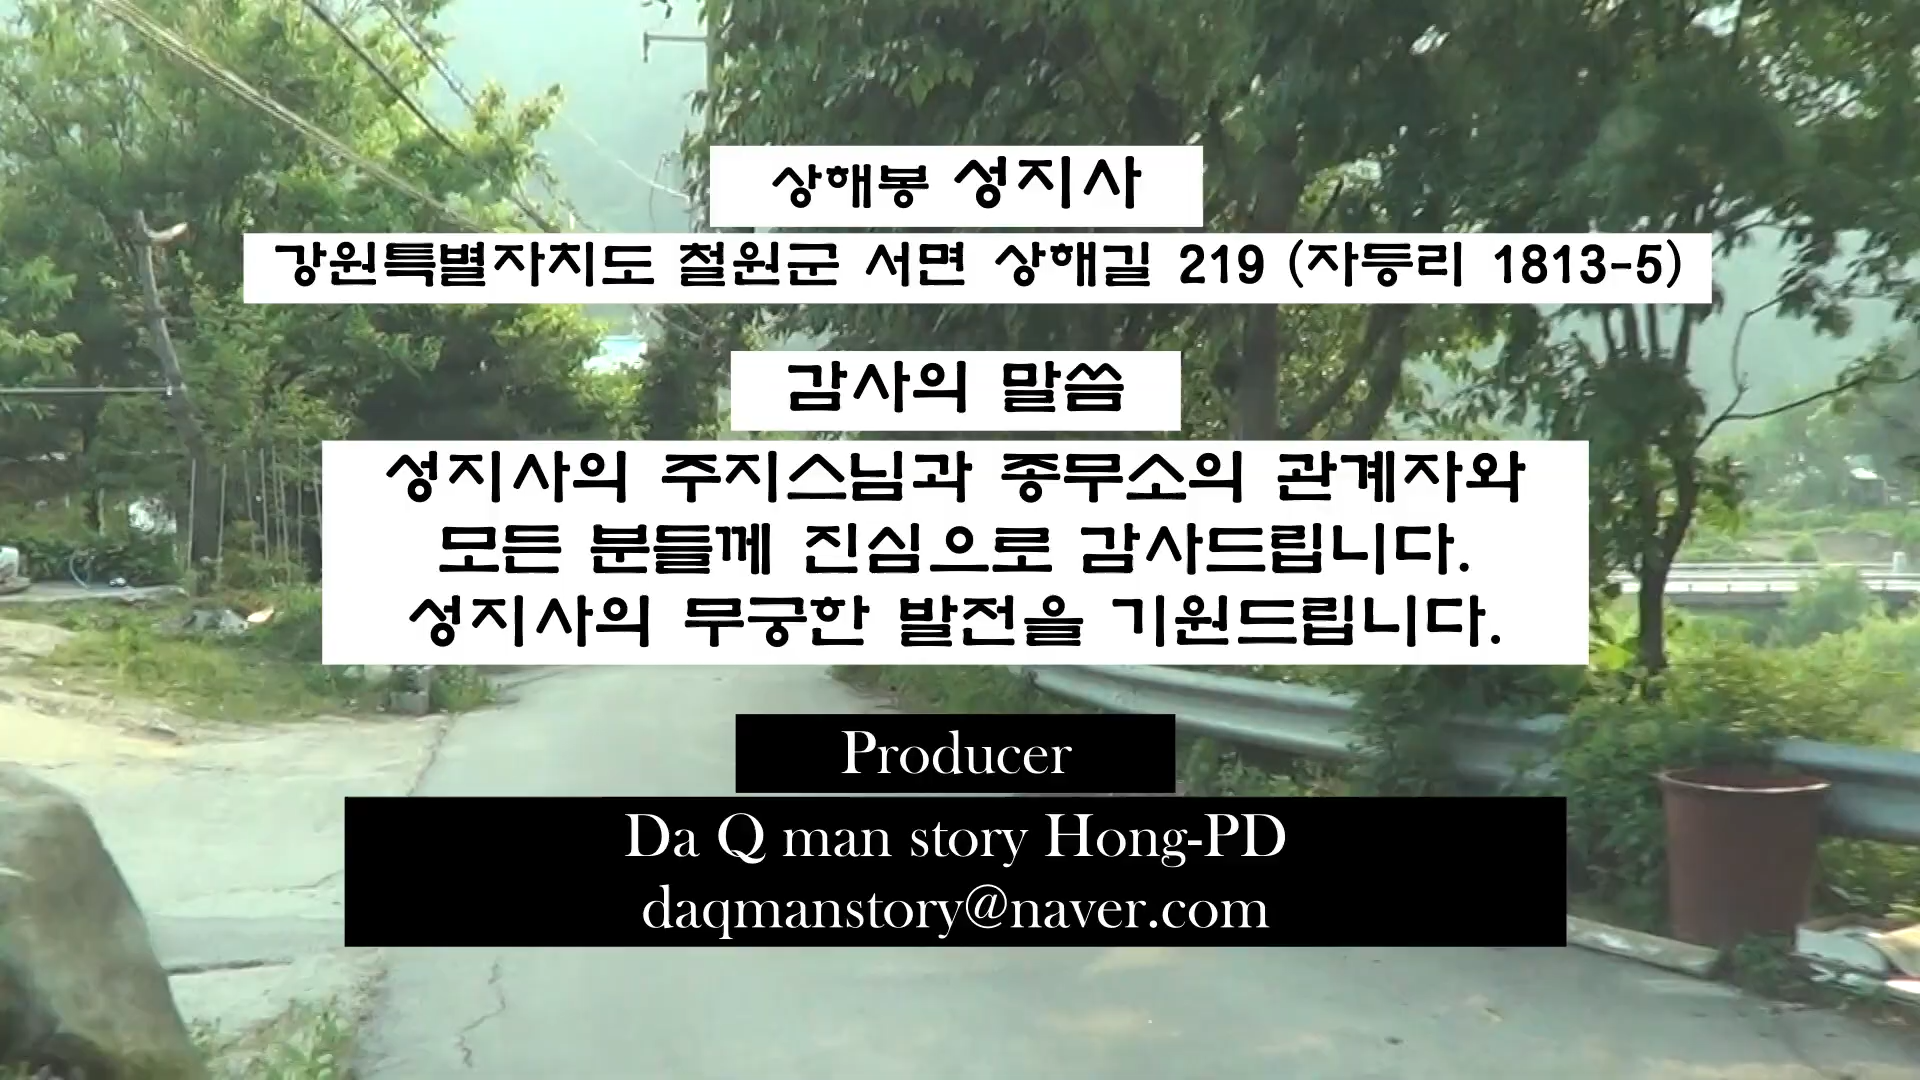 상해봉 성지사
강원특별자치도 철원군 서면 상해길 219 (자등리 1813-5)
감사의 말씀
성지사의 주지스님과 종무소의 관계자와
모든 분들께 진심으로 감사드립니다.
성지사의 무궁한 발전을 기원드립니다.
Producer
Da Q man story Hong-PD
daqmanstory@naver.com